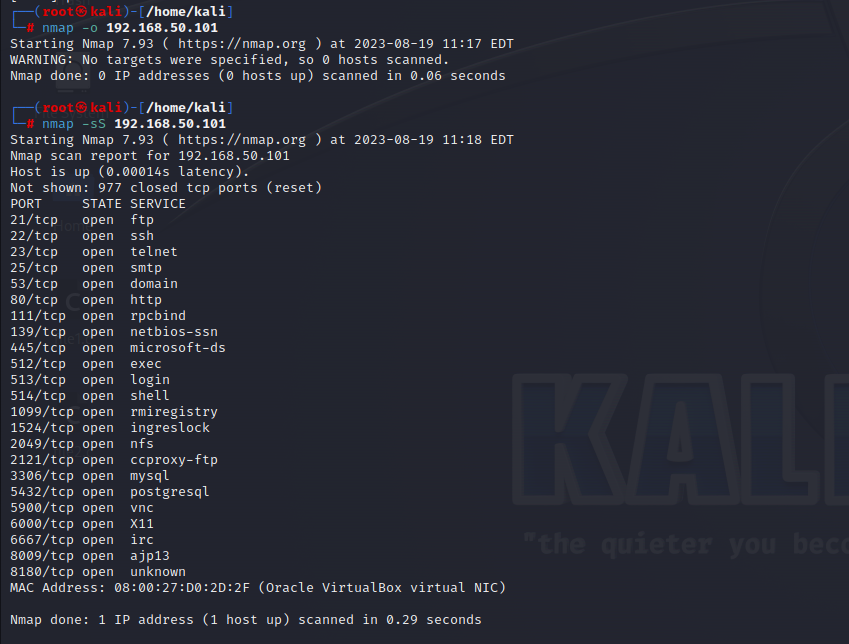 ┌──(root㉿kali)-[/home/kali]
└─# nmap -o 192.168.50.101
Starting Nmap 7.93 ( https://nmap.org ) at 2023-08-19 11:17 EDT
WARNING: No targets were specified, so 0 hosts scanned.
Nmap done: 0 IP addresses (0 hosts up) scanned in 0.06 seconds
┌──(root㉿kali)-[/home/kali]
└─# nmap -sS 192.168.50.101
Starting Nmap 7.93 ( https://nmap.org ) at 2023-08-19 11:18 EDT
Nmap scan report for 192.168.50.101
Host is up (0.00014s latency).
Not shown: 977 closed tcp ports (reset)
PORT     STATE SERVICE
21/tcp   open  ftp
22/tcp   open  ssh
23/tcp   open  telnet
25/tcp   open  smtp
53/tcp   open  domain
80/tcp   open  http
111/tcp  open  rpcbind
139/tcp  open  netbios-ssn
445/tcp  open  microsoft-ds
512/tcp  open  exec
513/tcp  open  login
514/tcp  open  shell
1099/tcp open  rmiregistry
1524/tcp open  ingreslock
2049/tcp open  nfs
2121/tcp open  ccproxy-ftp
3306/tcp open  mysql
5432/tcp open  postgresql
5900/tcp open  vnc
6000/tcp open  X11
6667/tcp open  irc
8009/tcp open  ajp13
8180/tcp open  unknown
MAC Address: 08:00:27:D0:2D:2F (Oracle VirtualBox virtual NIC)
Nmap done: 1 IP address (1 host up) scanned in 0.29 seconds
KALI
"the quieter you beco